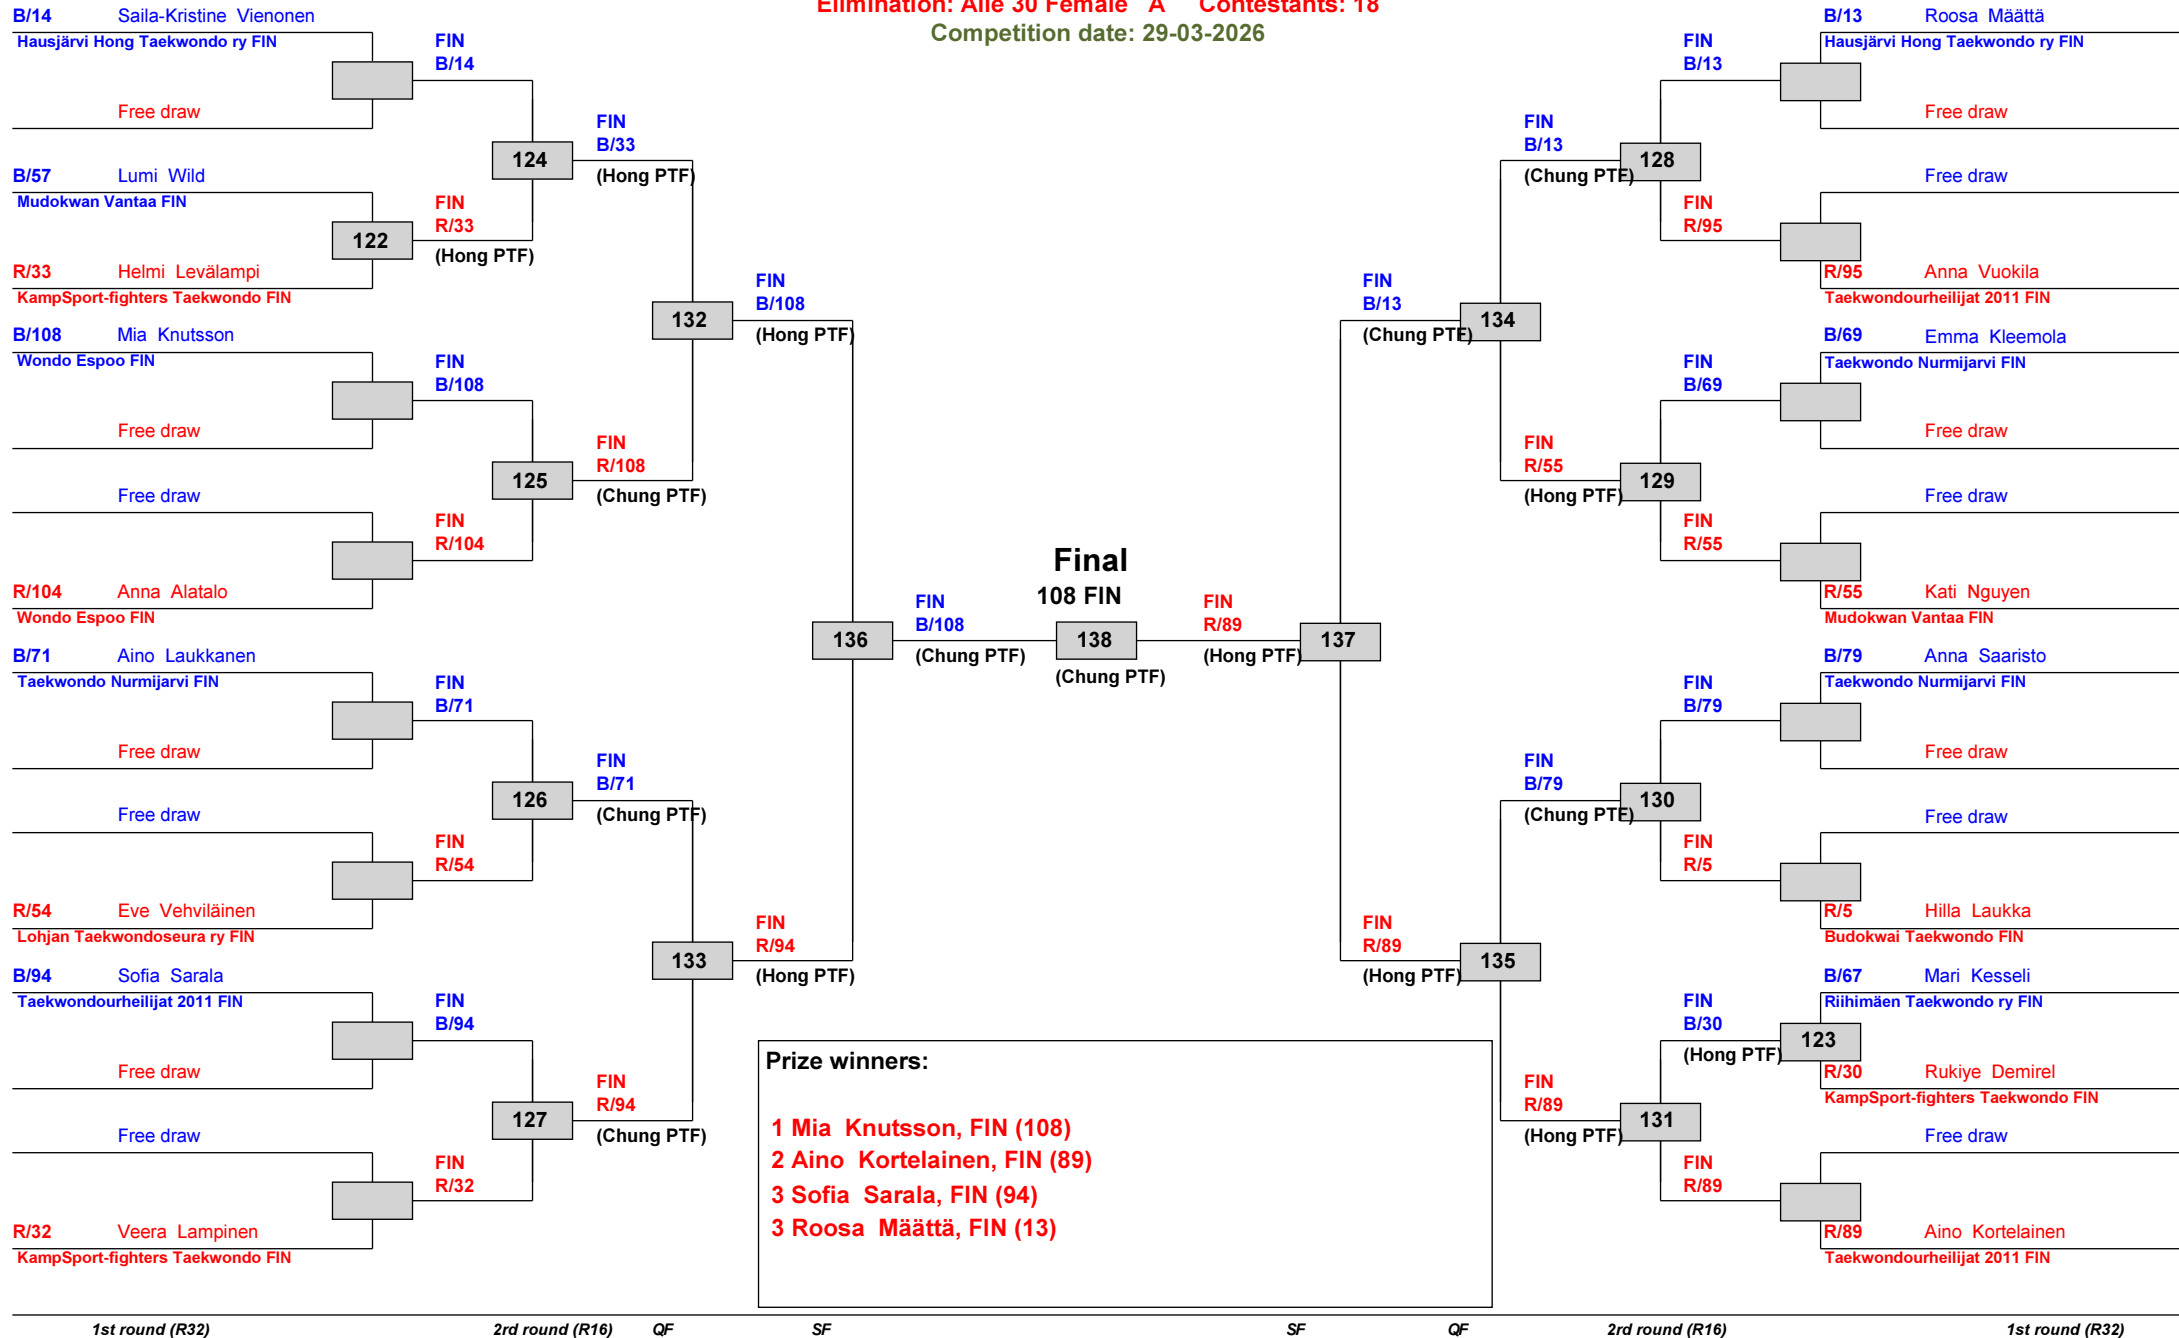 Elimination: Alle 30 Female A Contestants: 18
Competition date: 29-03-2026
B/14 Saila-Kristine Vienonen
Hausjärvi Hong Taekwondo ry FIN
Free draw
B/57 Lumi Wild
Mudokwan Vantaa FIN
122
R/33 Helmi Levälampi
KampSport-fighters Taekwondo FIN
B/108 Mia Knutsson
Wondo Espoo FIN
Free draw
Free draw
R/104 Anna Alatalo
Wondo Espoo FIN
B/71 Aino Laukkanen
Taekwondo Nurmijarvi FIN
Free draw
Free draw
R/54 Eve Vehviläinen
Lohjan Taekwondoseura ry FIN
B/94 Sofia Sarala
Taekwondourheilijat 2011 FIN
Free draw
Free draw
R/32 Veera Lampinen
KampSport-fighters Taekwondo FIN
FIN
B/14
124
FIN
R/33
(Hong PTF)
FIN
B/108
125
FIN
R/104
FIN
B/71
126
FIN
R/54
FIN
B/94
127
FIN
R/32
FIN
B/33
(Hong PTF)
132
FIN
R/108
(Chung PTF)
FIN
B/71
(Chung PTF)
133
FIN
R/94
(Chung PTF)
FIN
B/108
(Hong PTF)
136
FIN
R/94
(Hong PTF)
FIN
B/108
(Chung PTF)
Final
108 FIN
138
(Chung PTF)
FIN
R/89
(Hong PTF)
137
FIN
B/13
(Chung PTF)
134
FIN
R/89
(Hong PTF)
135
FIN
B/13
(Chung PTF)
128
FIN
R/55
(Hong PTF)
129
FIN
B/79
(Chung PTF)
130
FIN
R/89
(Hong PTF)
131
FIN
B/13
FIN
R/95
FIN
B/69
FIN
R/55
FIN
B/79
FIN
R/5
FIN
B/30
(Hong PTF)
123
FIN
R/89
B/13 Roosa Määttä
Hausjärvi Hong Taekwondo ry FIN
Free draw
Free draw
R/95 Anna Vuokila
Taekwondourheilijat 2011 FIN
B/69 Emma Kleemola
Taekwondo Nurmijarvi FIN
Free draw
Free draw
R/55 Kati Nguyen
Mudokwan Vantaa FIN
B/79 Anna Saaristo
Taekwondo Nurmijarvi FIN
Free draw
Free draw
R/5 Hilla Laukka
Budokwai Taekwondo FIN
B/67 Mari Kesseli
Riihimäen Taekwondo ry FIN
R/30 Rukiye Demirel
KampSport-fighters Taekwondo FIN
Free draw
R/89 Aino Kortelainen
Taekwondourheilijat 2011 FIN
Prize winners:
1 Mia Knutsson, FIN (108)
2 Aino Kortelainen, FIN (89)
3 Sofia Sarala, FIN (94)
3 Roosa Määttä, FIN (13)
1st round (R32) 2rd round (R16) QF SF SF QF 2rd round (R16) 1st round (R32)